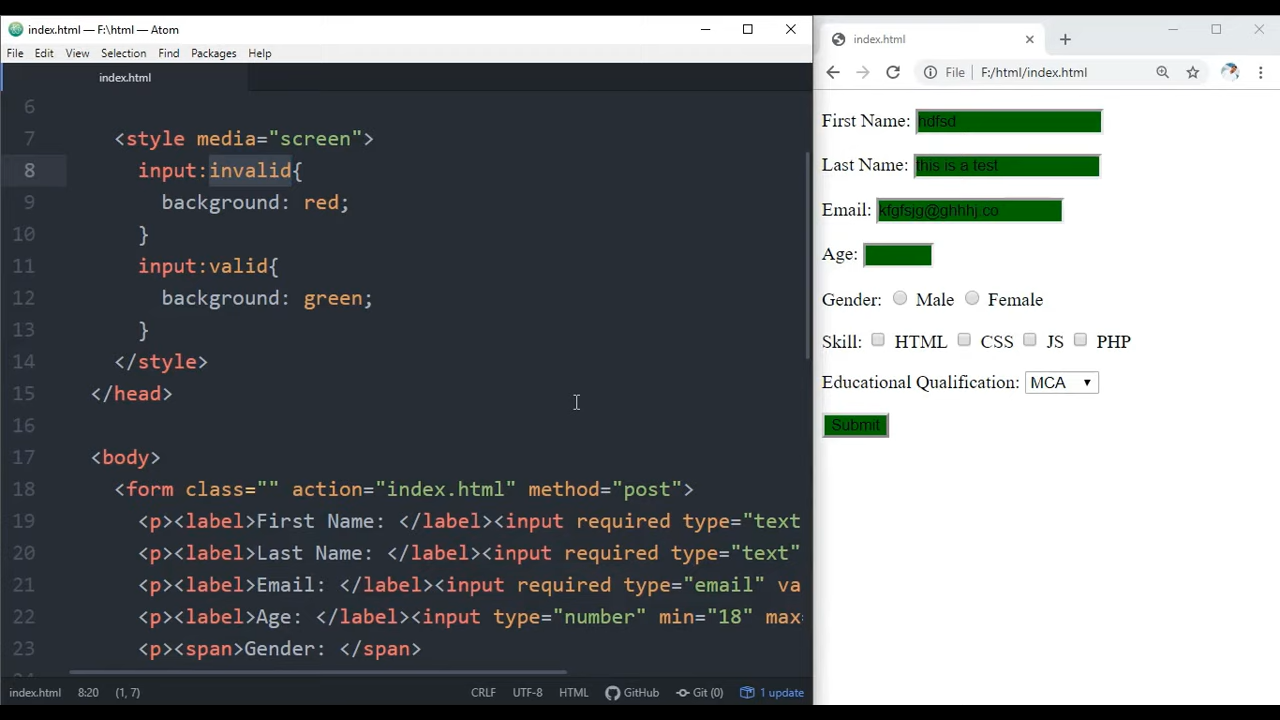 index.html — F:\html — Atom
File Edit View Selection Find Packages Help
index.html
6
7 <style media="screen">
8 input:invalid{
9 background: red;
10 }
11 input:valid{
12 background: green;
13 }
14 </style>
15 </head>
16
17 <body>
18 <form class="" action="index.html" method="post">
19 <p><label>First Name: </label><input required type="text
20 <p><label>Last Name: </label><input required type="text"
21 <p><label>Email: </label><input required type="email" va
22 <p><label>Age: </label><input type="number" min="18" max=
23 <p><span>Gender: </span>
index.html 8:20 (1, 7) CRLF UTF-8 HTML GitHub Git (0) 1 update
index.html
File F:/html/index.html
First Name: hdfsd
Last Name: this is a test
Email: kfgfsjg@ghhhj.co
Age:
Gender: Male Female
Skill: HTML CSS JS PHP
Educational Qualification: MCA
Submit